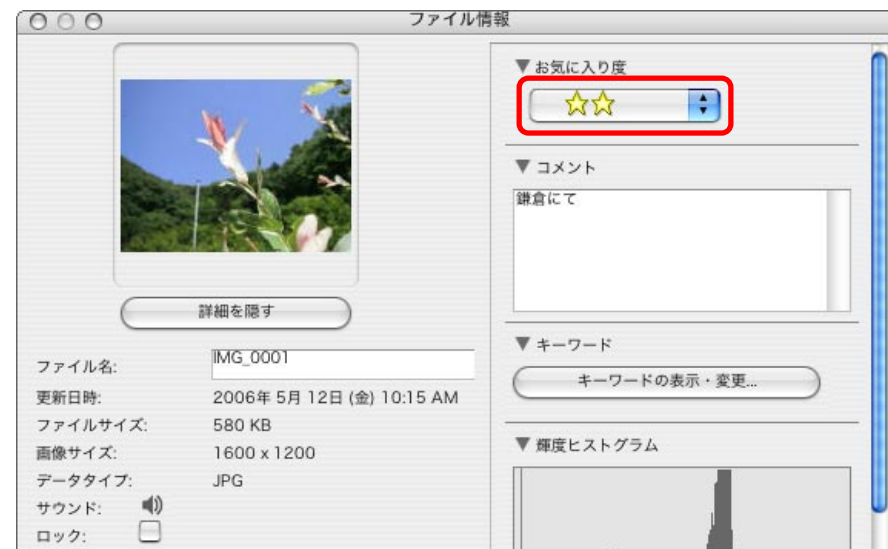 ファイル情報
詳細を隠す
ファイル名: IMG_0001
更新日時: 2006年 5月 12日 (金) 10:15 AM
ファイルサイズ: 580 KB
画像サイズ: 1600 x 1200
データタイプ: JPG
サウンド:
ロック:
▼お気に入り度
▼ コメント
鎌倉にて
▼ キーワード
キーワードの表示・変更...
▼ 輝度ヒストグラム